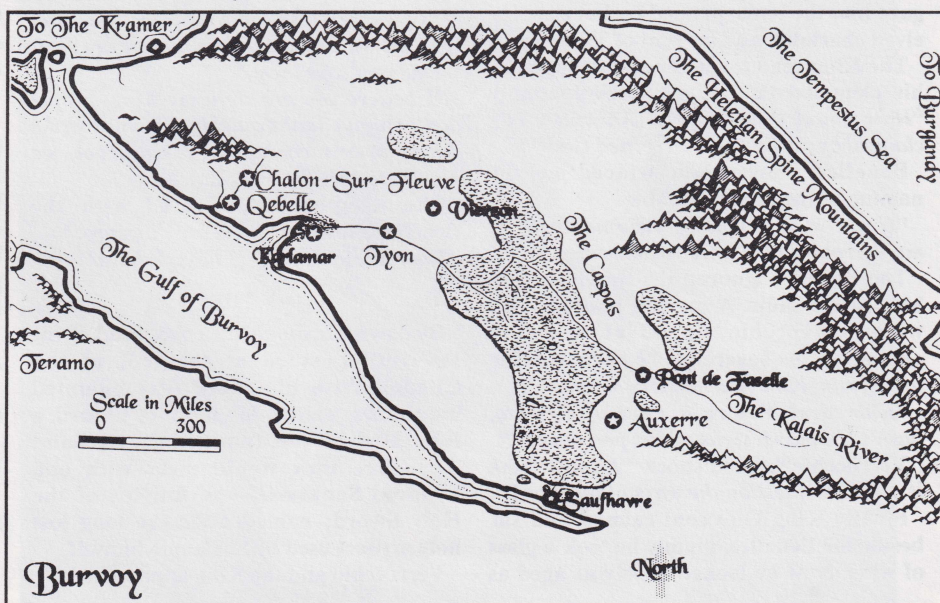 To The Kramer
The Heletian Spine Mountains
The Tempestus Sea
To Burgandy
Chalon-Sur-Fleuve
Qebelle
Vierzon
Karlamar
Tyon
The Caspas
The Gulf of Burvoy
Teramo
Scale in Miles
0 300
Pont de Faselle
Auxerre
The Kalais River
Saufhavre
North
Burvoy